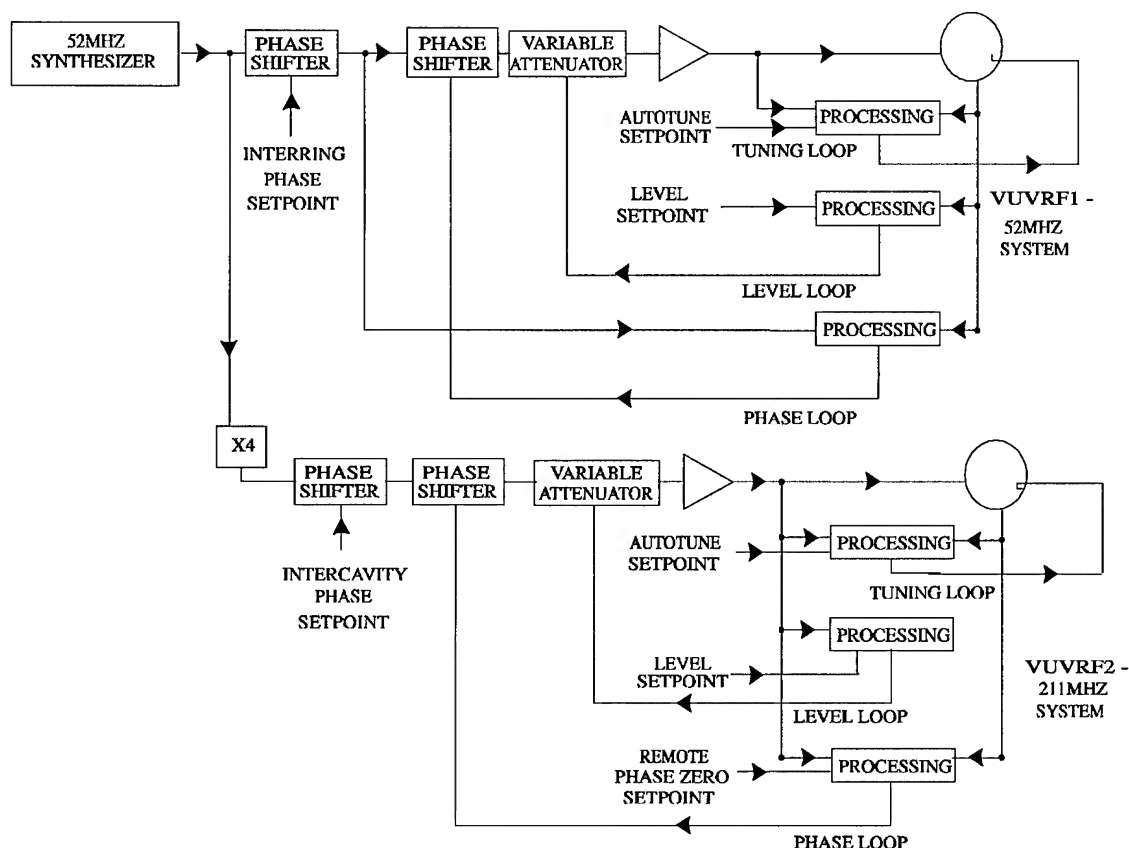 52MHZ
SYNTHESIZER
PHASE
SHIFTER
PHASE
SHIFTER
VARIABLE
ATTENUATOR
INTERRING
PHASE
SETPOINT
AUTOTUNE
SETPOINT
PROCESSING
TUNING LOOP
LEVEL
SETPOINT
PROCESSING
LEVEL LOOP
VUVRF1 -
52MHZ
SYSTEM
PROCESSING
PHASE LOOP
X4
PHASE
SHIFTER
PHASE
SHIFTER
VARIABLE
ATTENUATOR
INTERCAVITY
PHASE
SETPOINT
AUTOTUNE
SETPOINT
PROCESSING
TUNING LOOP
PROCESSING
LEVEL
SETPOINT
LEVEL LOOP
VUVRF2 -
211MHZ
SYSTEM
REMOTE
PHASE ZERO
SETPOINT
PROCESSING
PHASE LOOP